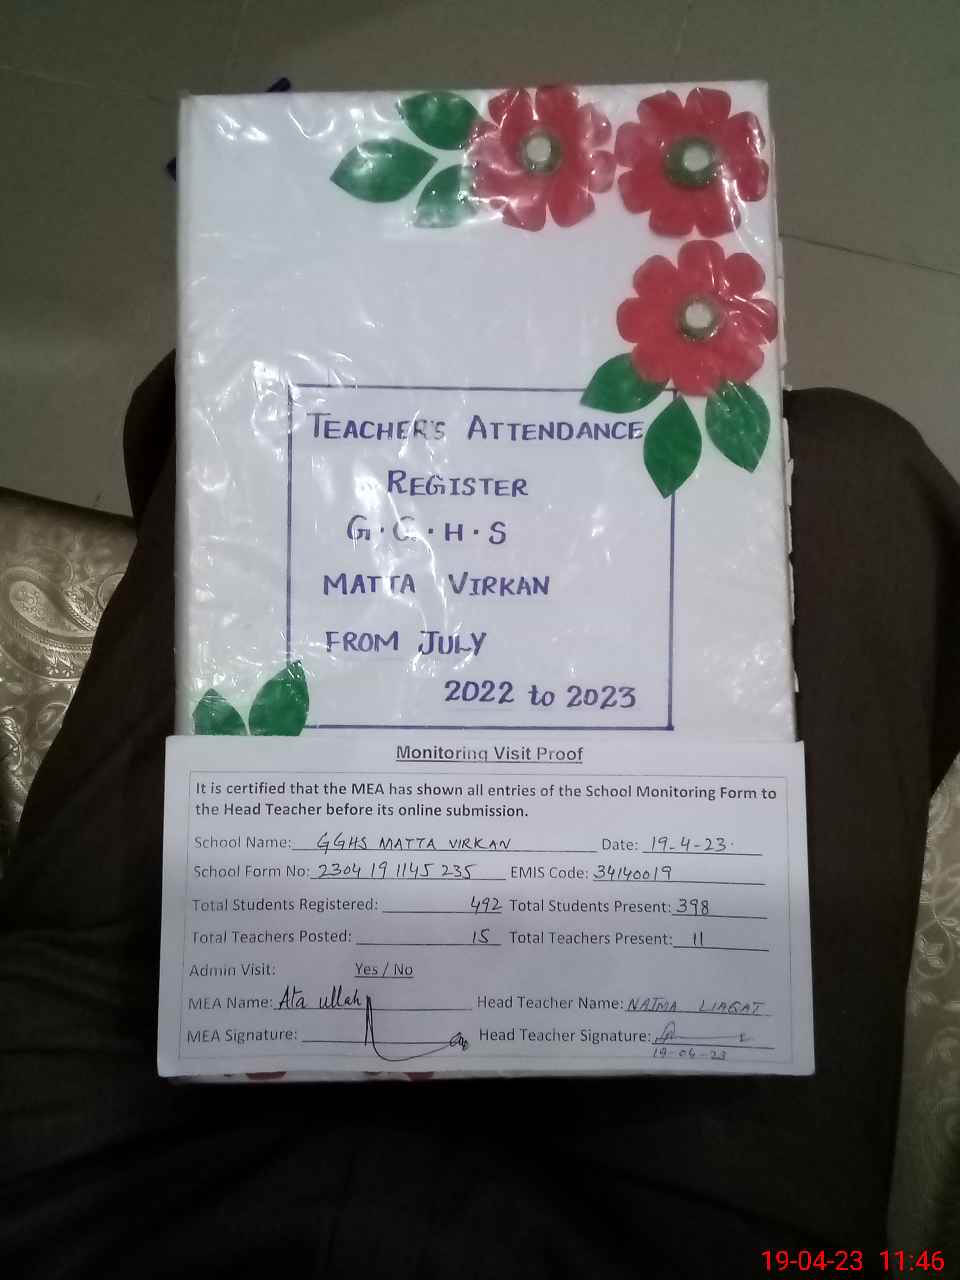 TEACHER'S ATTENDANCE
REGISTER
G.G.H.S
MATTA VIRKAN
FROM JULY
2022 to 2023
Monitoring Visit Proof
It is certified that the MEA has shown all entries of the School Monitoring Form to
the Head Teacher before its online submission.
School Name: GGHS MATTA VIRKAN Date: 19-4-23.
School Form No: 2304 19 1145 235 EMIS Code: 34140019
Total Students Registered: 492 Total Students Present: 398
Total Teachers Posted: 15 Total Teachers Present: 11
Admin Visit: Yes / No
MEA Name: Ata ullah Head Teacher Name: NAJMA LIAQAT
MEA Signature: Head Teacher Signature:
19-04-23
19-04-23 11:46